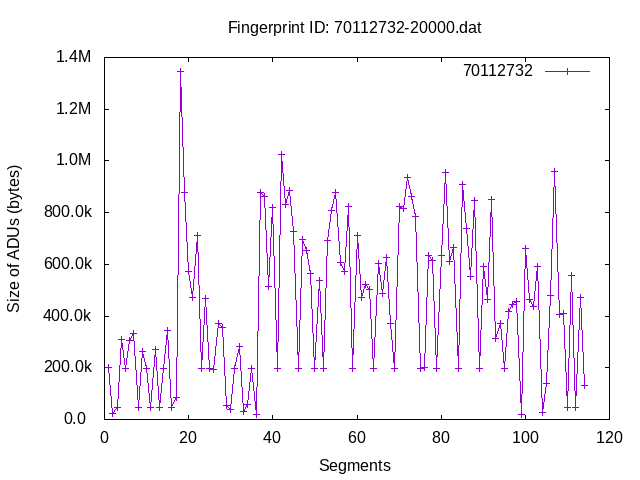 Fingerprint ID: 70112732-20000.dat
70112732
Size of ADUs (bytes)
1.4M
1.2M
1.0M
800.0k
600.0k
400.0k
200.0k
0.0
0 20 40 60 80 100 120
Segments